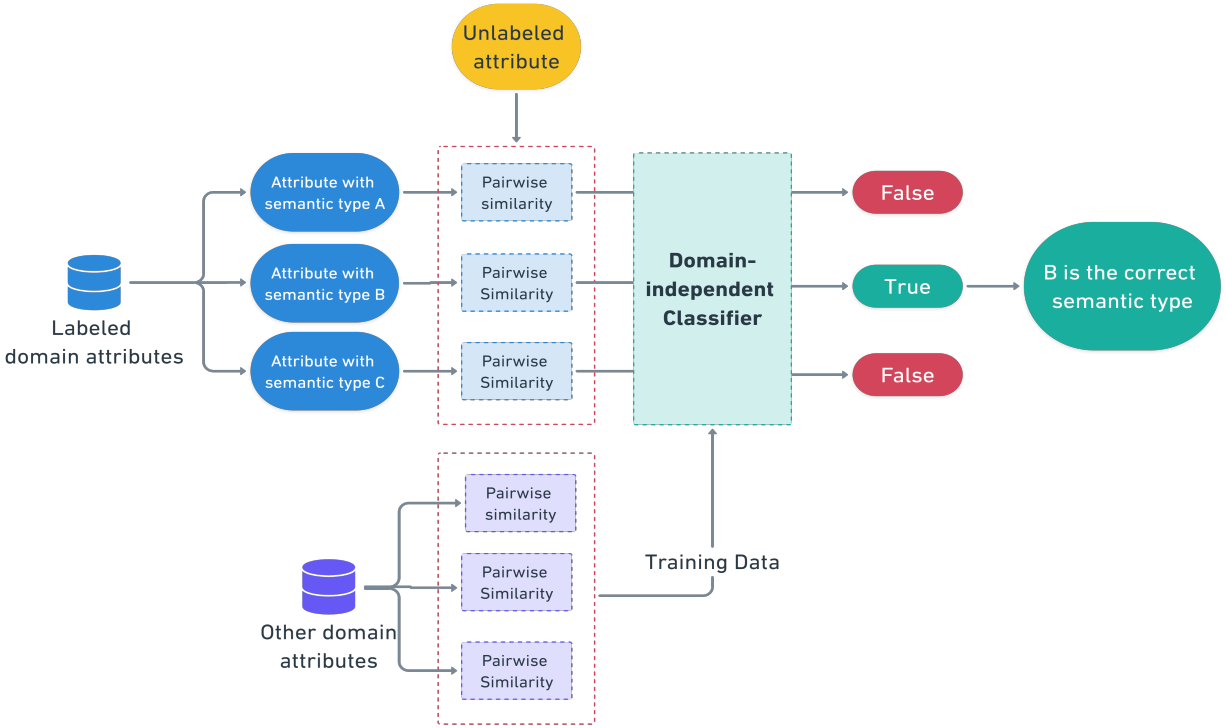 Unlabeled
attribute
Attribute with
semantic type A
Pairwise
similarity
False
Labeled
domain attributes
Attribute with
semantic type B
Pairwise
Similarity
Domain-
independent
Classifier
True
B is the correct
semantic type
Attribute with
semantic type C
Pairwise
Similarity
False
Pairwise
similarity
Other domain
attributes
Pairwise
Similarity
Training Data
Pairwise
Similarity